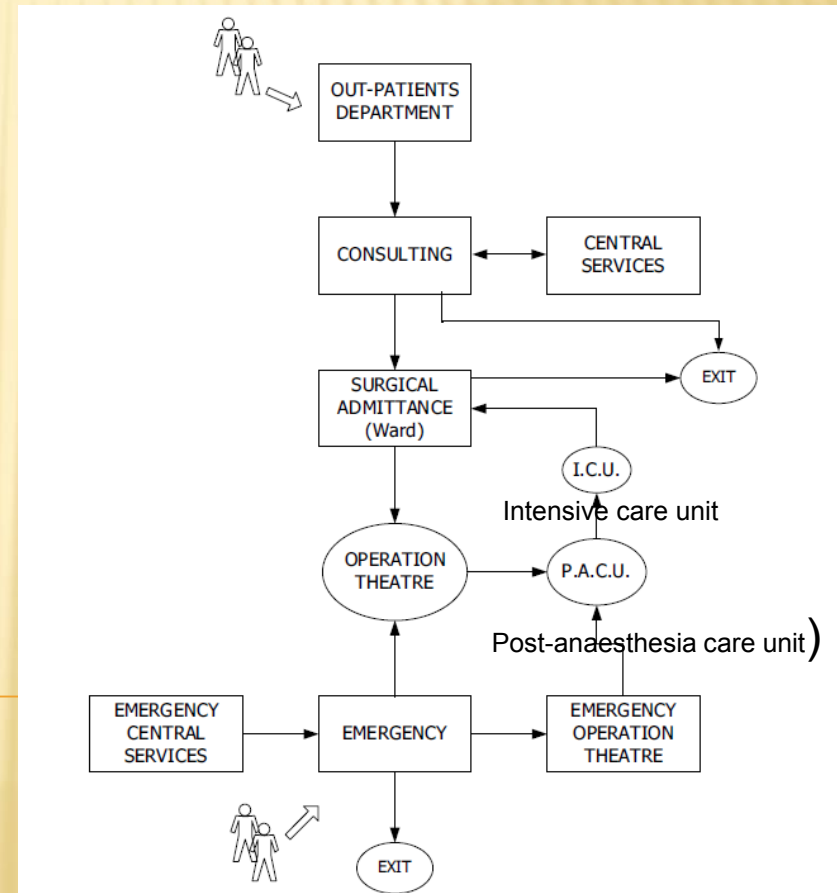 OUT-PATIENTS
DEPARTMENT
CONSULTING
CENTRAL
SERVICES
EXIT
SURGICAL
ADMITTANCE
(Ward)
I.C.U.
Intensive care unit
OPERATION
THEATRE
P.A.C.U.
Post-anaesthesia care unit)
EMERGENCY
CENTRAL
SERVICES
EMERGENCY
EMERGENCY
OPERATION
THEATRE
EXIT